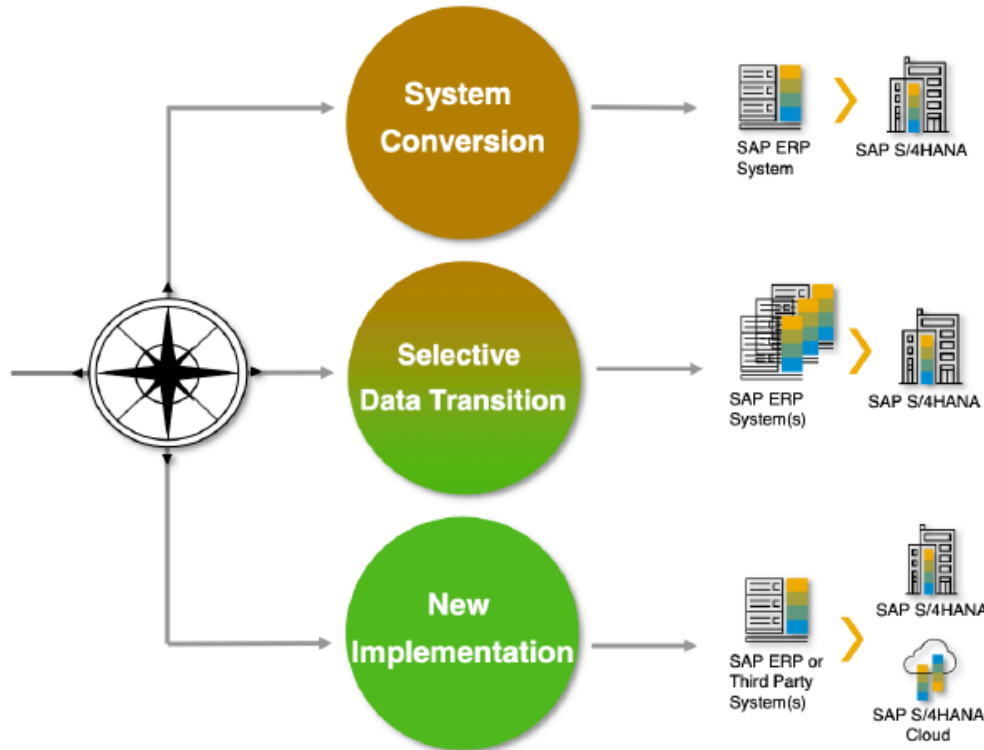 System
Conversion
SAP ERP
System
SAP S/4HANA
Selective
Data Transition
SAP ERP
System(s)
SAP S/4HANA
New
Implementation
SAP ERP or
Third Party
System(s)
SAP S/4HANA
SAP S/4HANA
Cloud